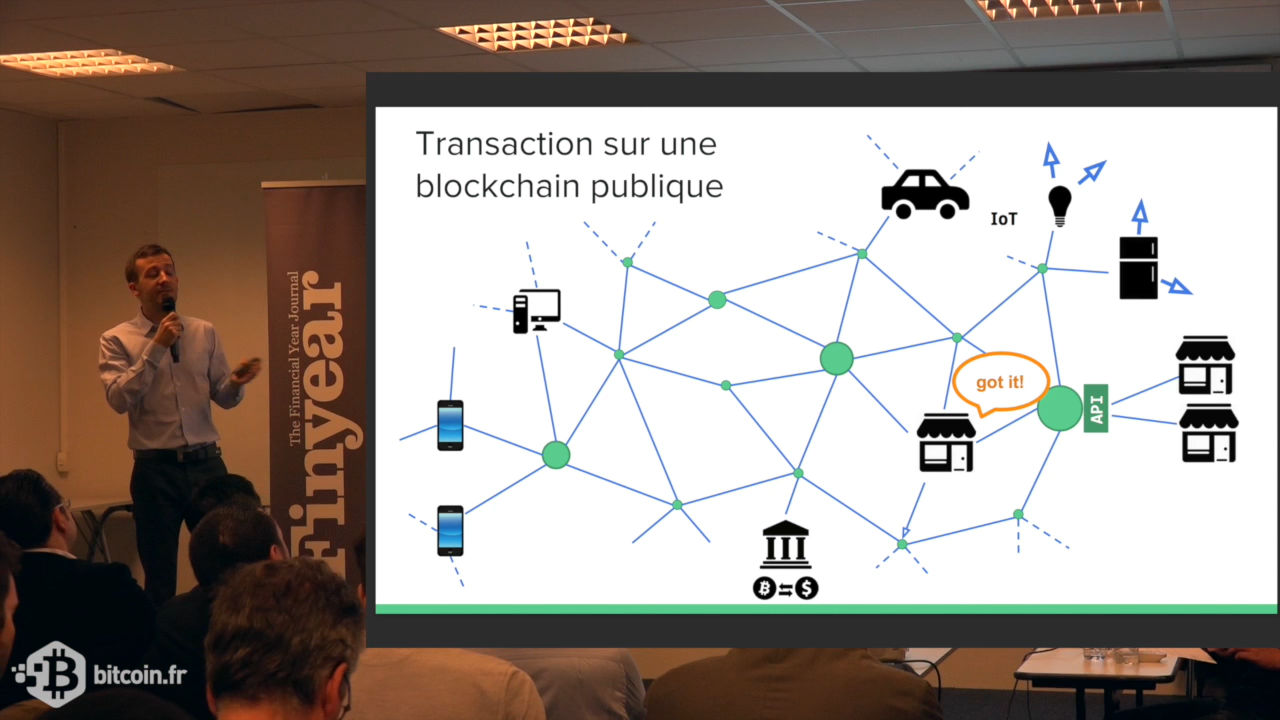 Transaction sur une
blockchain publique
IoT
got it!
API
The Financial Year Journal
Finyear
bitcoin.fr